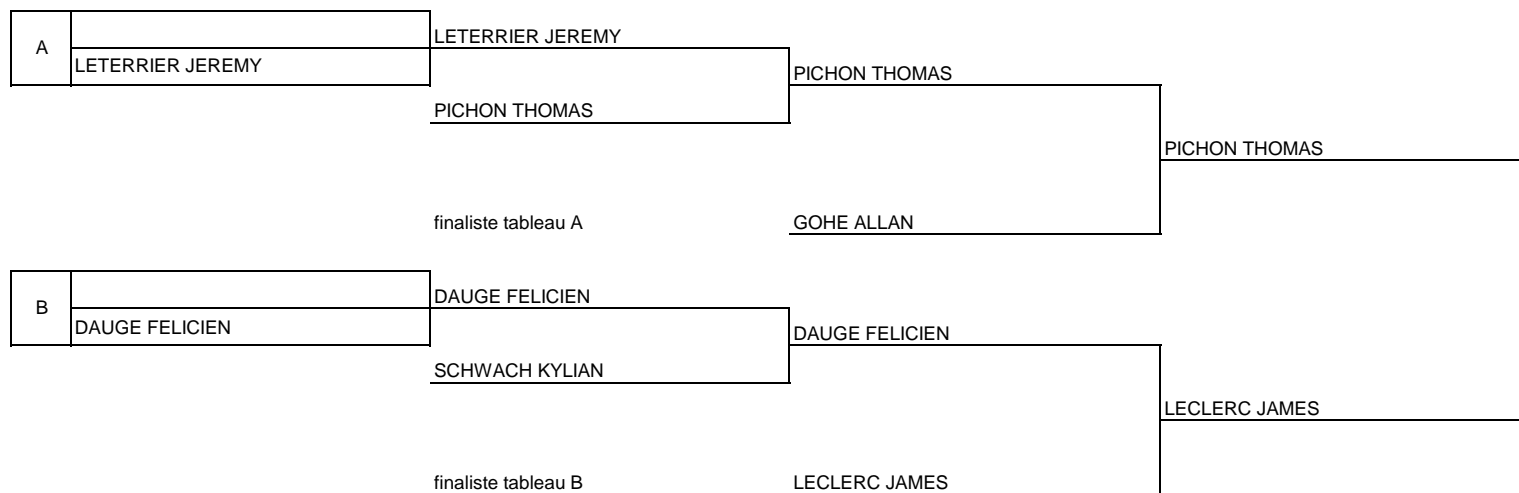 A
LETERRIER JEREMY
LETERRIER JEREMY
PICHON THOMAS
PICHON THOMAS
PICHON THOMAS
finaliste tableau A
GOHE ALLAN
B
DAUGE FELICIEN
DAUGE FELICIEN
DAUGE FELICIEN
SCHWACH KYLIAN
LECLERC JAMES
finaliste tableau B
LECLERC JAMES